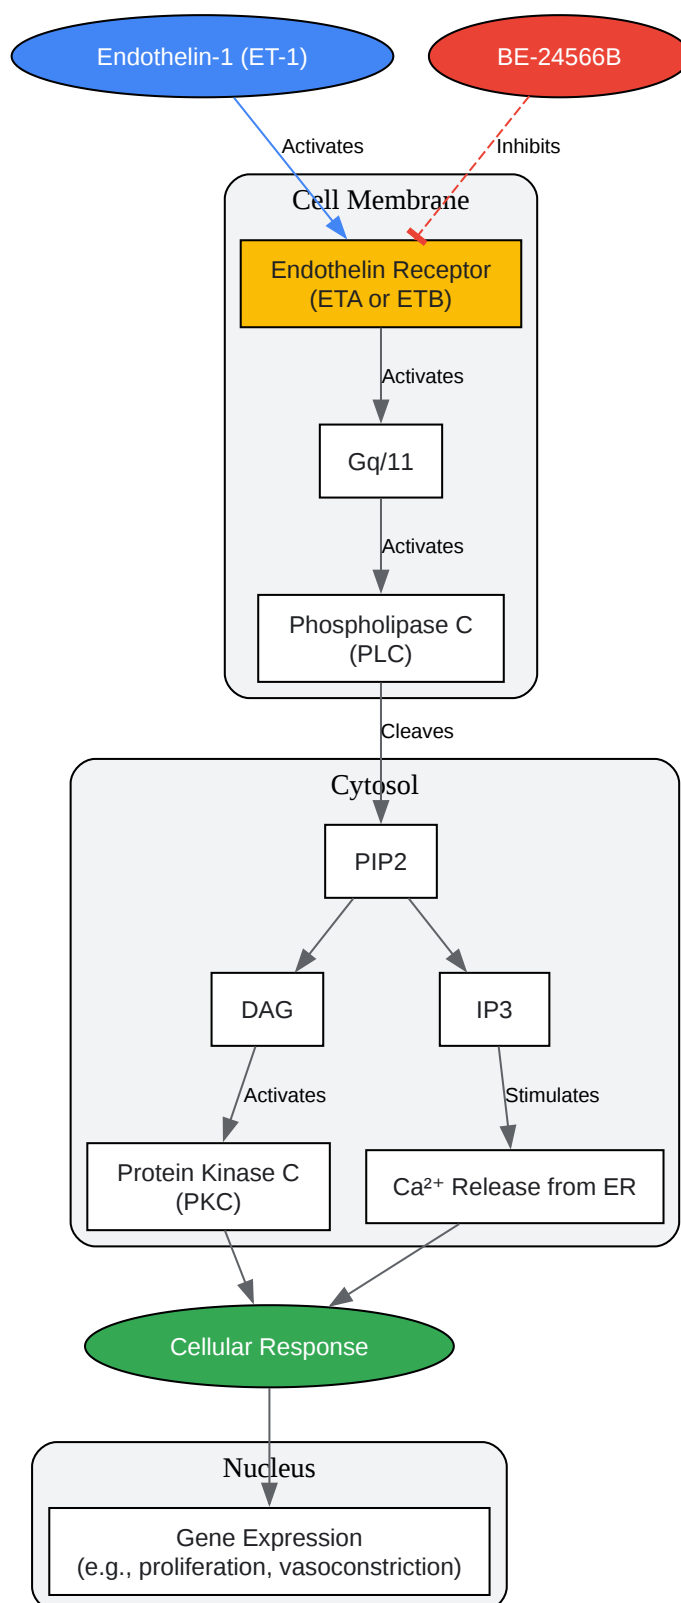 Endothelin-1 (ET-1)
BE-24566B
Activates
Inhibits
Cell Membrane
Endothelin Receptor
(ETA or ETB)
Activates
Gq/11
Activates
Phospholipase C
(PLC)
Cleaves
Cytosol
PIP2
DAG
IP3
Activates
Stimulates
Protein Kinase C
(PKC)
Ca²⁺ Release from ER
Cellular Response
Nucleus
Gene Expression
(e.g., proliferation, vasoconstriction)